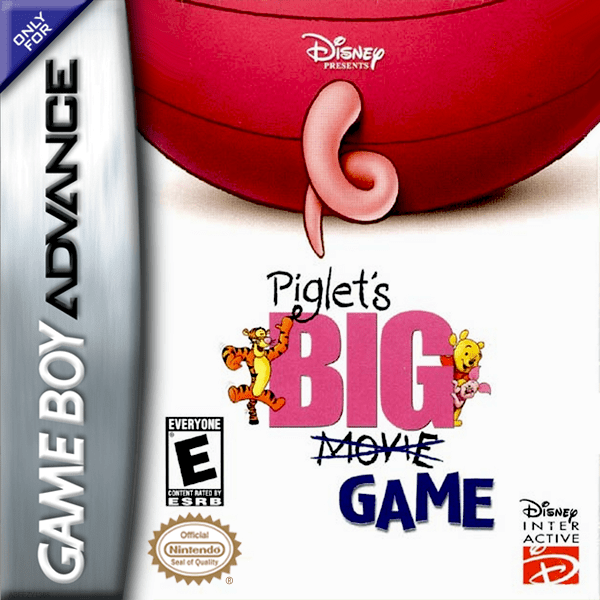 ONLY
FOR
GAME BOY ADVANCE
DISNEY
PRESENTS
Piglet's
BIG
MOVIE
GAME
EVERYONE
E
CONTENT RATED BY
ESRB
Official
Nintendo
Seal of Quality
®
DISNEY
INTER
ACTIVE
D